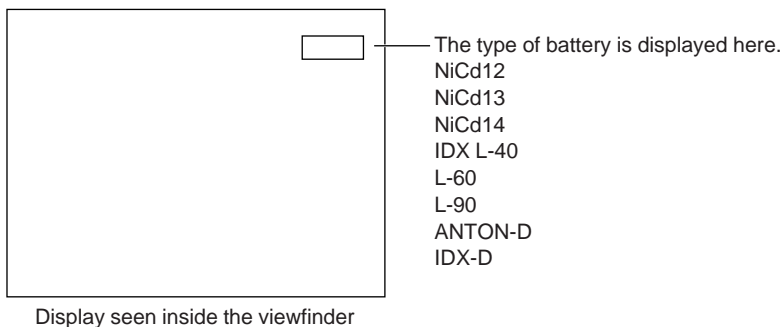 The type of battery is displayed here.
NiCd12
NiCd13
NiCd14
IDX L-40
L-60
L-90
ANTON-D
IDX-D
Display seen inside the viewfinder